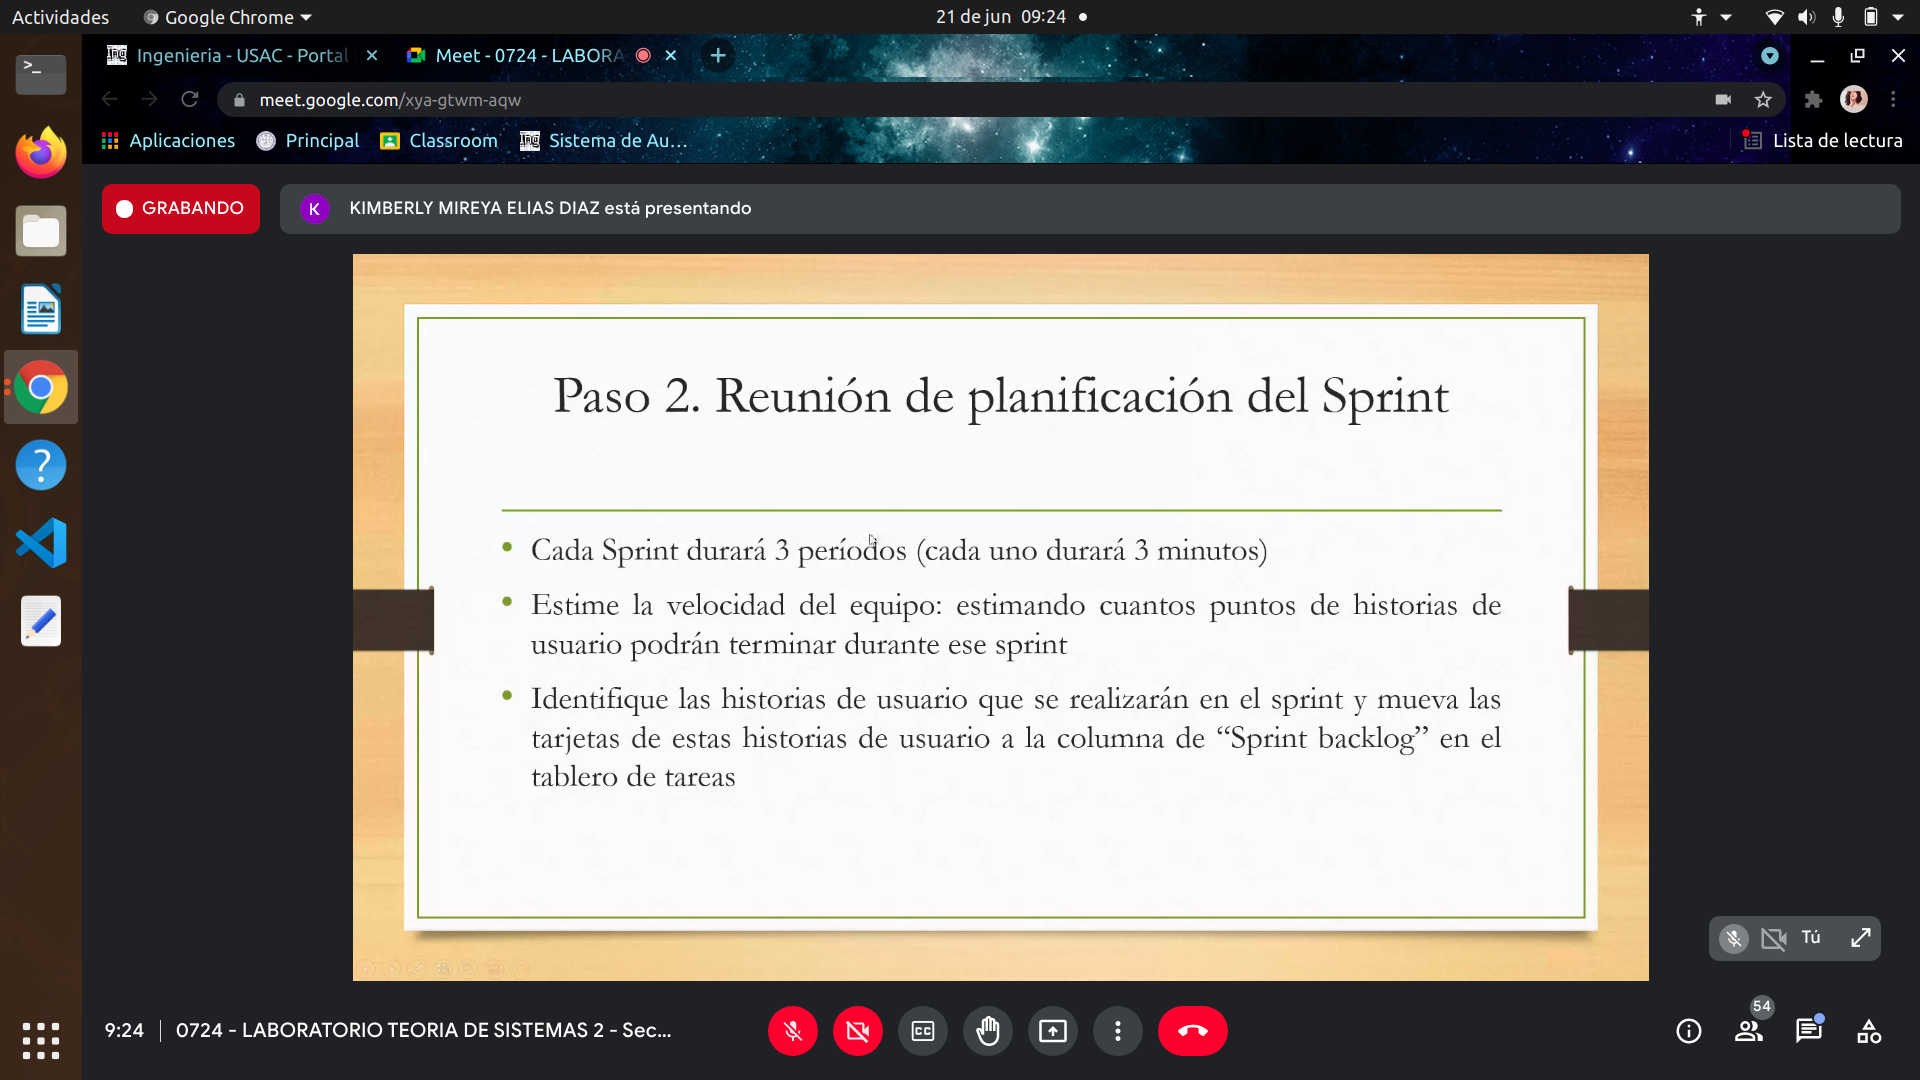 Actividades
Google Chrome
21 de jun 09:24
Ingenieria - USAC - Portal
Meet - 0724 - LABORA
meet.google.com/xya-gtwm-aqw
Aplicaciones
Principal
Classroom
Sistema de Au…
Lista de lectura
GRABANDO
K
KIMBERLY MIREYA ELIAS DIAZ está presentando
Paso 2. Reunión de planificación del Sprint
• Cada Sprint durará 3 períodos (cada uno durará 3 minutos)
• Estime la velocidad del equipo: estimando cuantos puntos de historias de
usuario podrán terminar durante ese sprint
• Identifique las historias de usuario que se realizarán en el sprint y mueva las
tarjetas de estas historias de usuario a la columna de “Sprint backlog” en el
tablero de tareas
Tú
9:24
0724 - LABORATORIO TEORIA DE SISTEMAS 2 - Sec...
CC
54